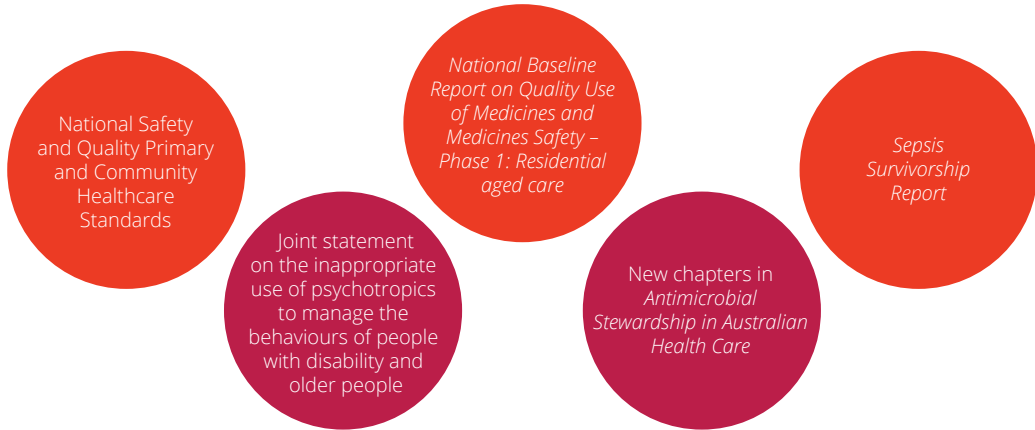 National Safety
and Quality Primary
and Community
Healthcare
Standards
Joint statement
on the inappropriate
use of psychotropics
to manage the
behaviours of people
with disability and
older people
National Baseline
Report on Quality Use
of Medicines and
Medicines Safety –
Phase 1: Residential
aged care
New chapters in
Antimicrobial
Stewardship in Australian
Health Care
Sepsis
Survivorship
Report